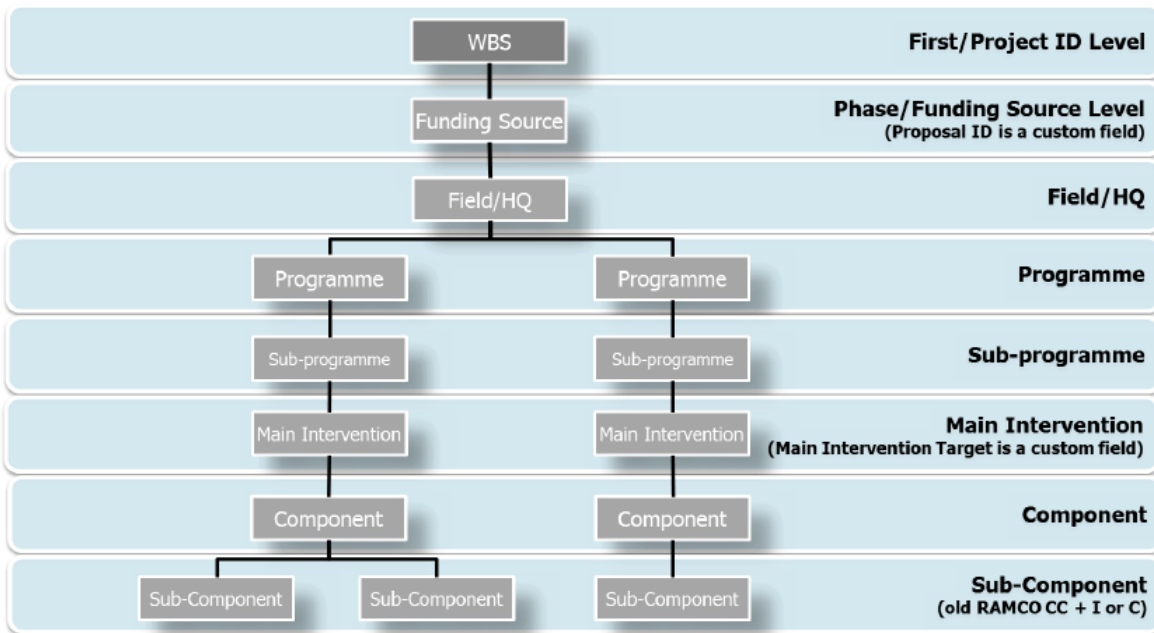 WBS
First/Project ID Level
Funding Source
Phase/Funding Source Level
(Proposal ID is a custom field)
Field/HQ
Field/HQ
Programme
Programme
Programme
Sub-programme
Sub-programme
Sub-programme
Main Intervention
Main Intervention
Main Intervention
(Main Intervention Target is a custom field)
Component
Component
Component
Sub-Component
Sub-Component
Sub-Component
Sub-Component
(old RAMCO CC + I or C)